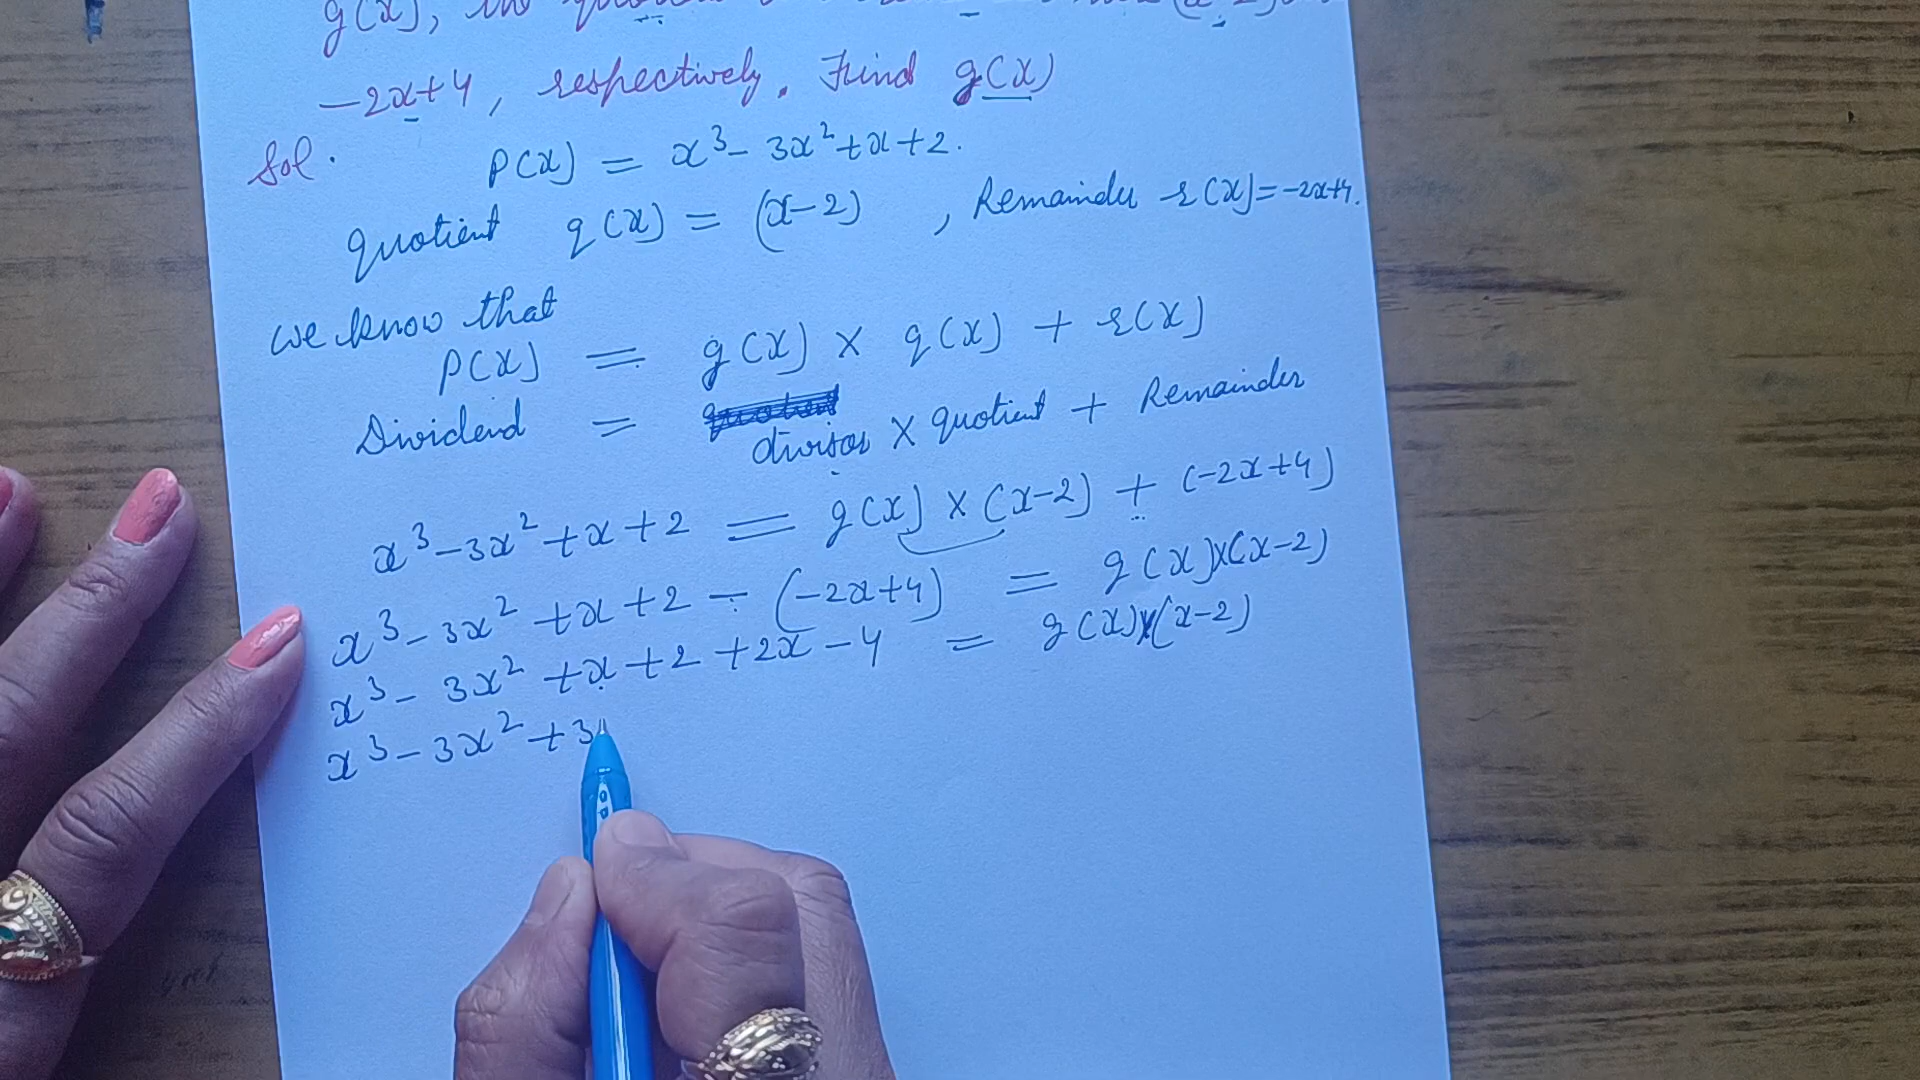 g(x), the
-2x+4, respectively. Find g(x)
Sol. P(x) = x³- 3x²+x+2.
quotient q(x) = (x-2) , Remainder r(x)=-2x+4.
we know that
P(x) = g(x) × q(x) + r(x)
Dividend = divisor × quotient + Remainder
x³-3x²+x+2 = g(x) × (x-2) + (-2x+4)
x³-3x²+x+2 - (-2x+4) = g(x)×(x-2)
x³- 3x²+x+2+2x-4 = g(x)×(x-2)
x³-3x²+3